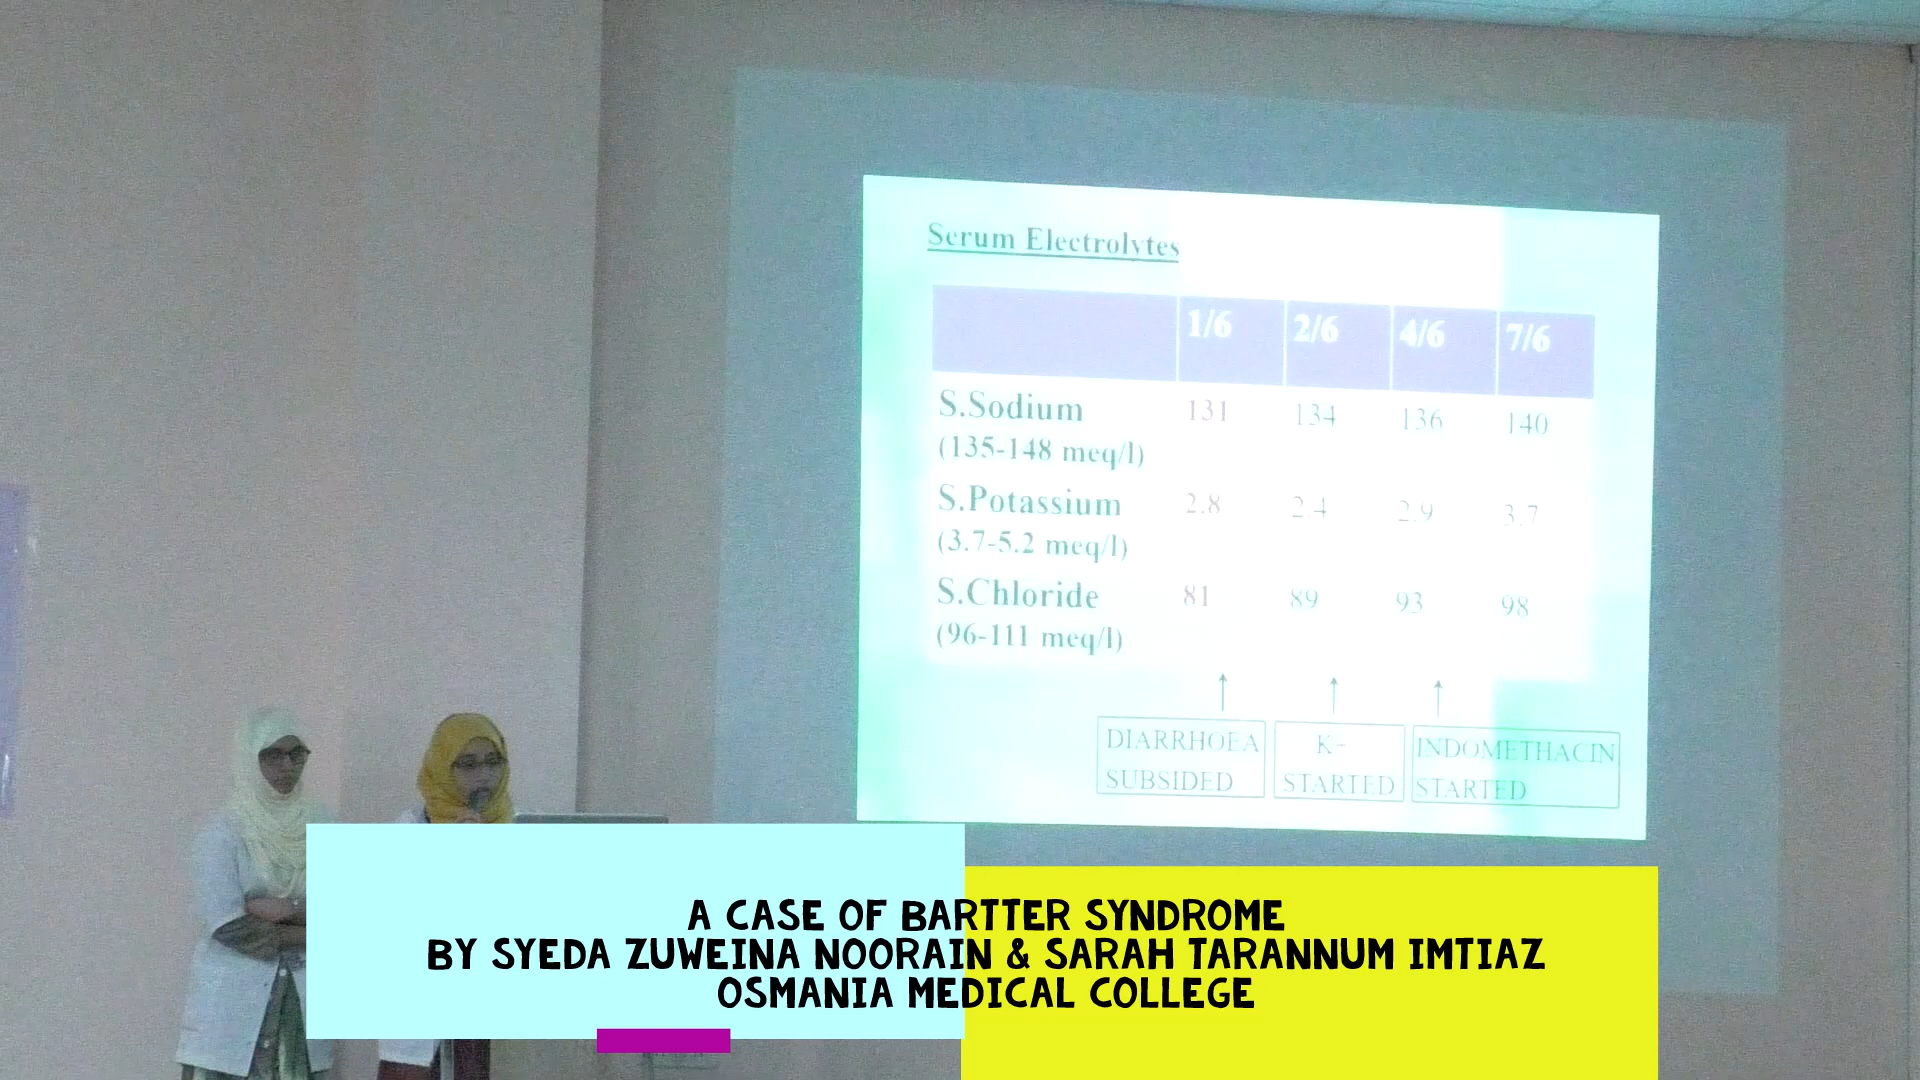 Serum Electrolytes
1/6 2/6 4/6 7/6
S.Sodium 131 134 136 140
(135-148 meq/l)
S.Potassium 2.8 2.4 2.9 3.7
(3.7-5.2 meq/l)
S.Chloride 81 89 93 98
(96-111 meq/l)
↑ ↑ ↑
DIARRHOEA K+ INDOMETHACIN
SUBSIDED STARTED STARTED
A CASE OF BARTTER SYNDROME
BY SYEDA ZUWEINA NOORAIN & SARAH TARANNUM IMTIAZ
OSMANIA MEDICAL COLLEGE